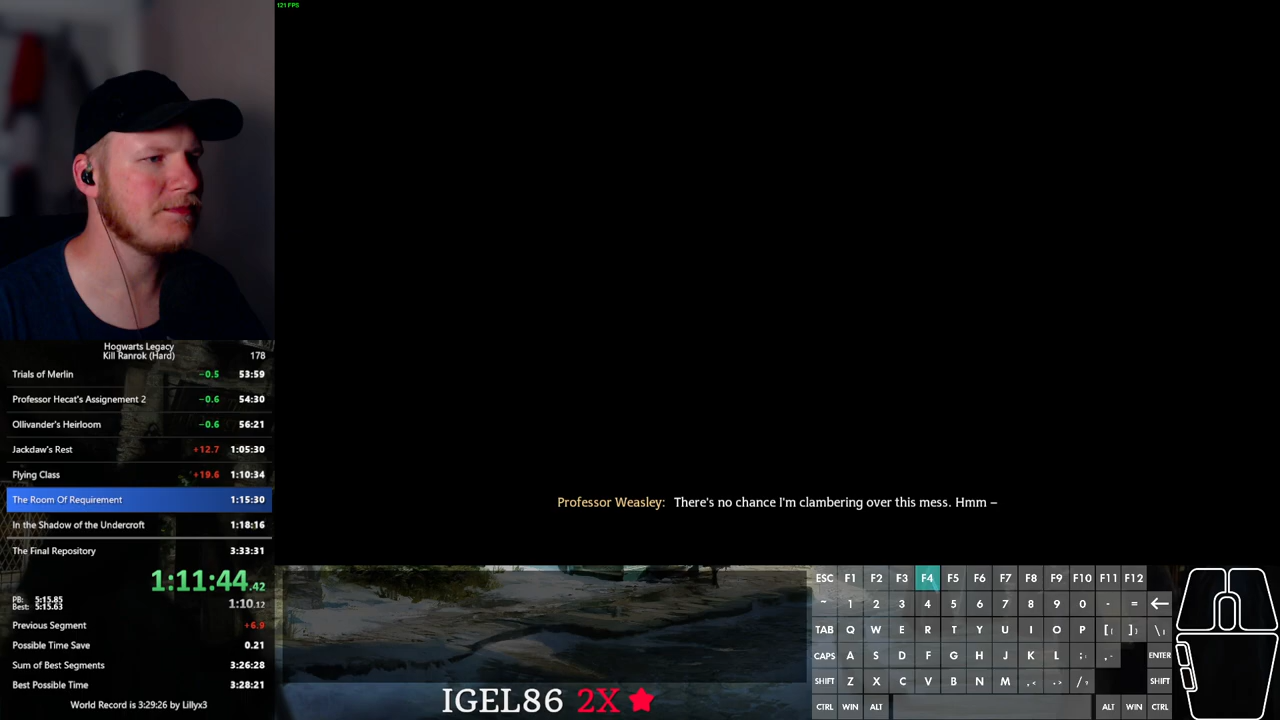 121 FPS
Hogwarts Legacy
Kill Ranrok (Hard) 178
Trials of Merlin −0.5 53:59
Professor Hecat's Assignement 2 −0.6 54:30
Ollivander's Heirloom −0.6 56:21
Jackdaw's Rest +12.7 1:05:30
Flying Class +19.6 1:10:34
The Room Of Requirement 1:15:30
In the Shadow of the Undercroft 1:18:16
The Final Repository 3:33:31
1:11:44.42
PB: 5:15.85
Best: 5:15.63
1:10.12
Previous Segment +6.9
Possible Time Save 0.21
Sum of Best Segments 3:26:28
Best Possible Time 3:28:21
World Record is 3:29:26 by Lillyx3
Professor Weasley: There's no chance I'm clambering over this mess. Hmm –
IGEL86 2X
ESC F1 F2 F3 F4 F5 F6 F7 F8 F9 F10 F11 F12
~ 1 2 3 4 5 6 7 8 9 0 - =
TAB Q W E R T Y U I O P [{ ]} \|
CAPS A S D F G H J K L ENTER
SHIFT Z X C V B N M ,< .> /? SHIFT
CTRL WIN ALT ALT WIN CTRL